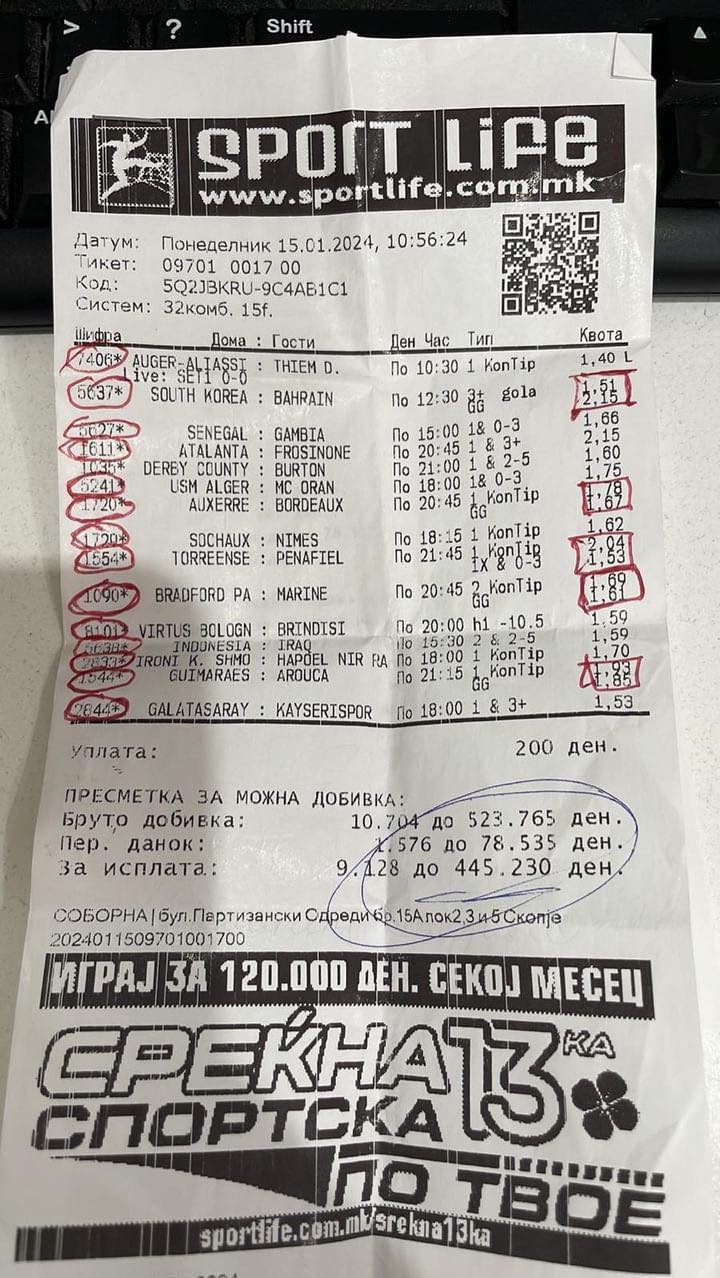 >
?
Shift
SPORT LiFe
www.sportlife.com.mk
Датум: Понеделник 15.01.2024, 10:56:24
Тикет: 09701 0017 00
Код: 5Q2JBKRU-9C4AB1C1
Систем: 32комб. 15f.
Шифра Дома : Гости Ден Час Тип Квота
7406* AUGER-ALIASSI : THIEM D. По 10:30 1 KonTip 1,40 L
Live: SET1 0-0
5637* SOUTH KOREA : BAHRAIN По 12:30 3+ gola 1,51
GG 2,15
5627* SENEGAL : GAMBIA По 15:00 1& 0-3 1,66
1611* ATALANTA : FROSINONE По 20:45 1 & 3+ 2,15
1035* DERBY COUNTY : BURTON По 21:00 1 & 2-5 1,60
5241* USM ALGER : MC ORAN По 18:00 1& 0-3 1,75
1720* AUXERRE : BORDEAUX По 20:45 1 KonTip 1,78
GG 1,67
1729* SOCHAUX : NIMES По 18:15 1 KonTip 1,62
1554* TORREENSE : PENAFIEL По 21:45 1 KonTip 2,04
1X & 0-3 1,53
1090* BRADFORD PA : MARINE По 20:45 2 KonTip 1,69
GG 1,61
8101* VIRTUS BOLOGN : BRINDISI По 20:00 h1 -10.5 1,59
5638* INDONESIA : IRAQ По 15:30 2 & 2-5 1,59
2833* IRONI K. SHMO : HAPOEL NIR RA По 18:00 1 KonTip 1,70
1544* GUIMARAES : AROUCA По 21:15 1 KonTip 1,93
GG 1,85
2844* GALATASARAY : KAYSERISPOR По 18:00 1 & 3+ 1,53
Уплата: 200 ден.
ПРЕСМЕТКА ЗА МОЖНА ДОБИВКА:
Бруто добивка: 10.704 до 523.765 ден.
Пер. данок: 1.576 до 78.535 ден.
За исплата: 9.128 до 445.230 ден.
СОБОРНА | бул.Партизански Одреди бр.15А лок2,3 и 5 Скопје
2024011509701001700
ИГРАЈ ЗА 120.000 ДЕН. СЕКОЈ МЕСЕЦ
СРЕЌНА 13КА
СПОРТСКА
ПО ТВОЕ
sportlife.com.mk/srekna13ka